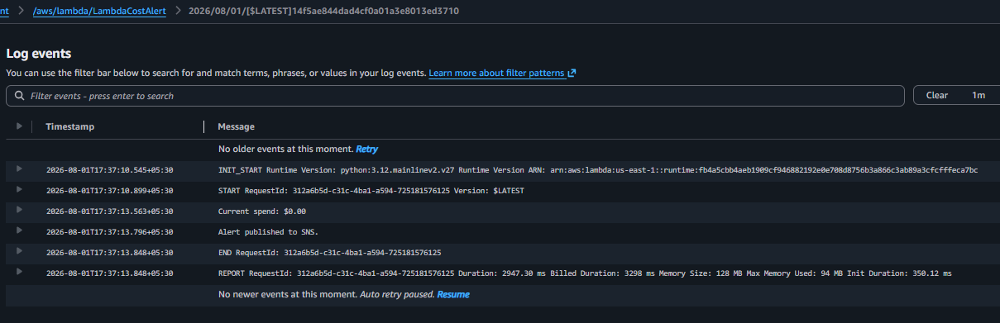 nt > /aws/lambda/LambdaCostAlert > 2026/08/01/[$LATEST]14f5ae844dad4cf0a01a3e8013ed3710
Log events
You can use the filter bar below to search for and match terms, phrases, or values in your log events. Learn more about filter patterns
Filter events - press enter to search
Clear 1m
Timestamp Message
No older events at this moment. Retry
2026-08-01T17:37:10.545+05:30 INIT_START Runtime Version: python:3.12.mainlinev2.v27 Runtime Version ARN: arn:aws:lambda:us-east-1::runtime:fb4a5cbb4aeb1909cf946882192e0e708d8756b3a866c3ab89a3cfcfffeca7bc
2026-08-01T17:37:10.899+05:30 START RequestId: 312a6b5d-c31c-4ba1-a594-725181576125 Version: $LATEST
2026-08-01T17:37:13.563+05:30 Current spend: $0.00
2026-08-01T17:37:13.796+05:30 Alert published to SNS.
2026-08-01T17:37:13.848+05:30 END RequestId: 312a6b5d-c31c-4ba1-a594-725181576125
2026-08-01T17:37:13.848+05:30 REPORT RequestId: 312a6b5d-c31c-4ba1-a594-725181576125 Duration: 2947.30 ms Billed Duration: 3298 ms Memory Size: 128 MB Max Memory Used: 94 MB Init Duration: 350.12 ms
No newer events at this moment. Auto retry paused. Resume